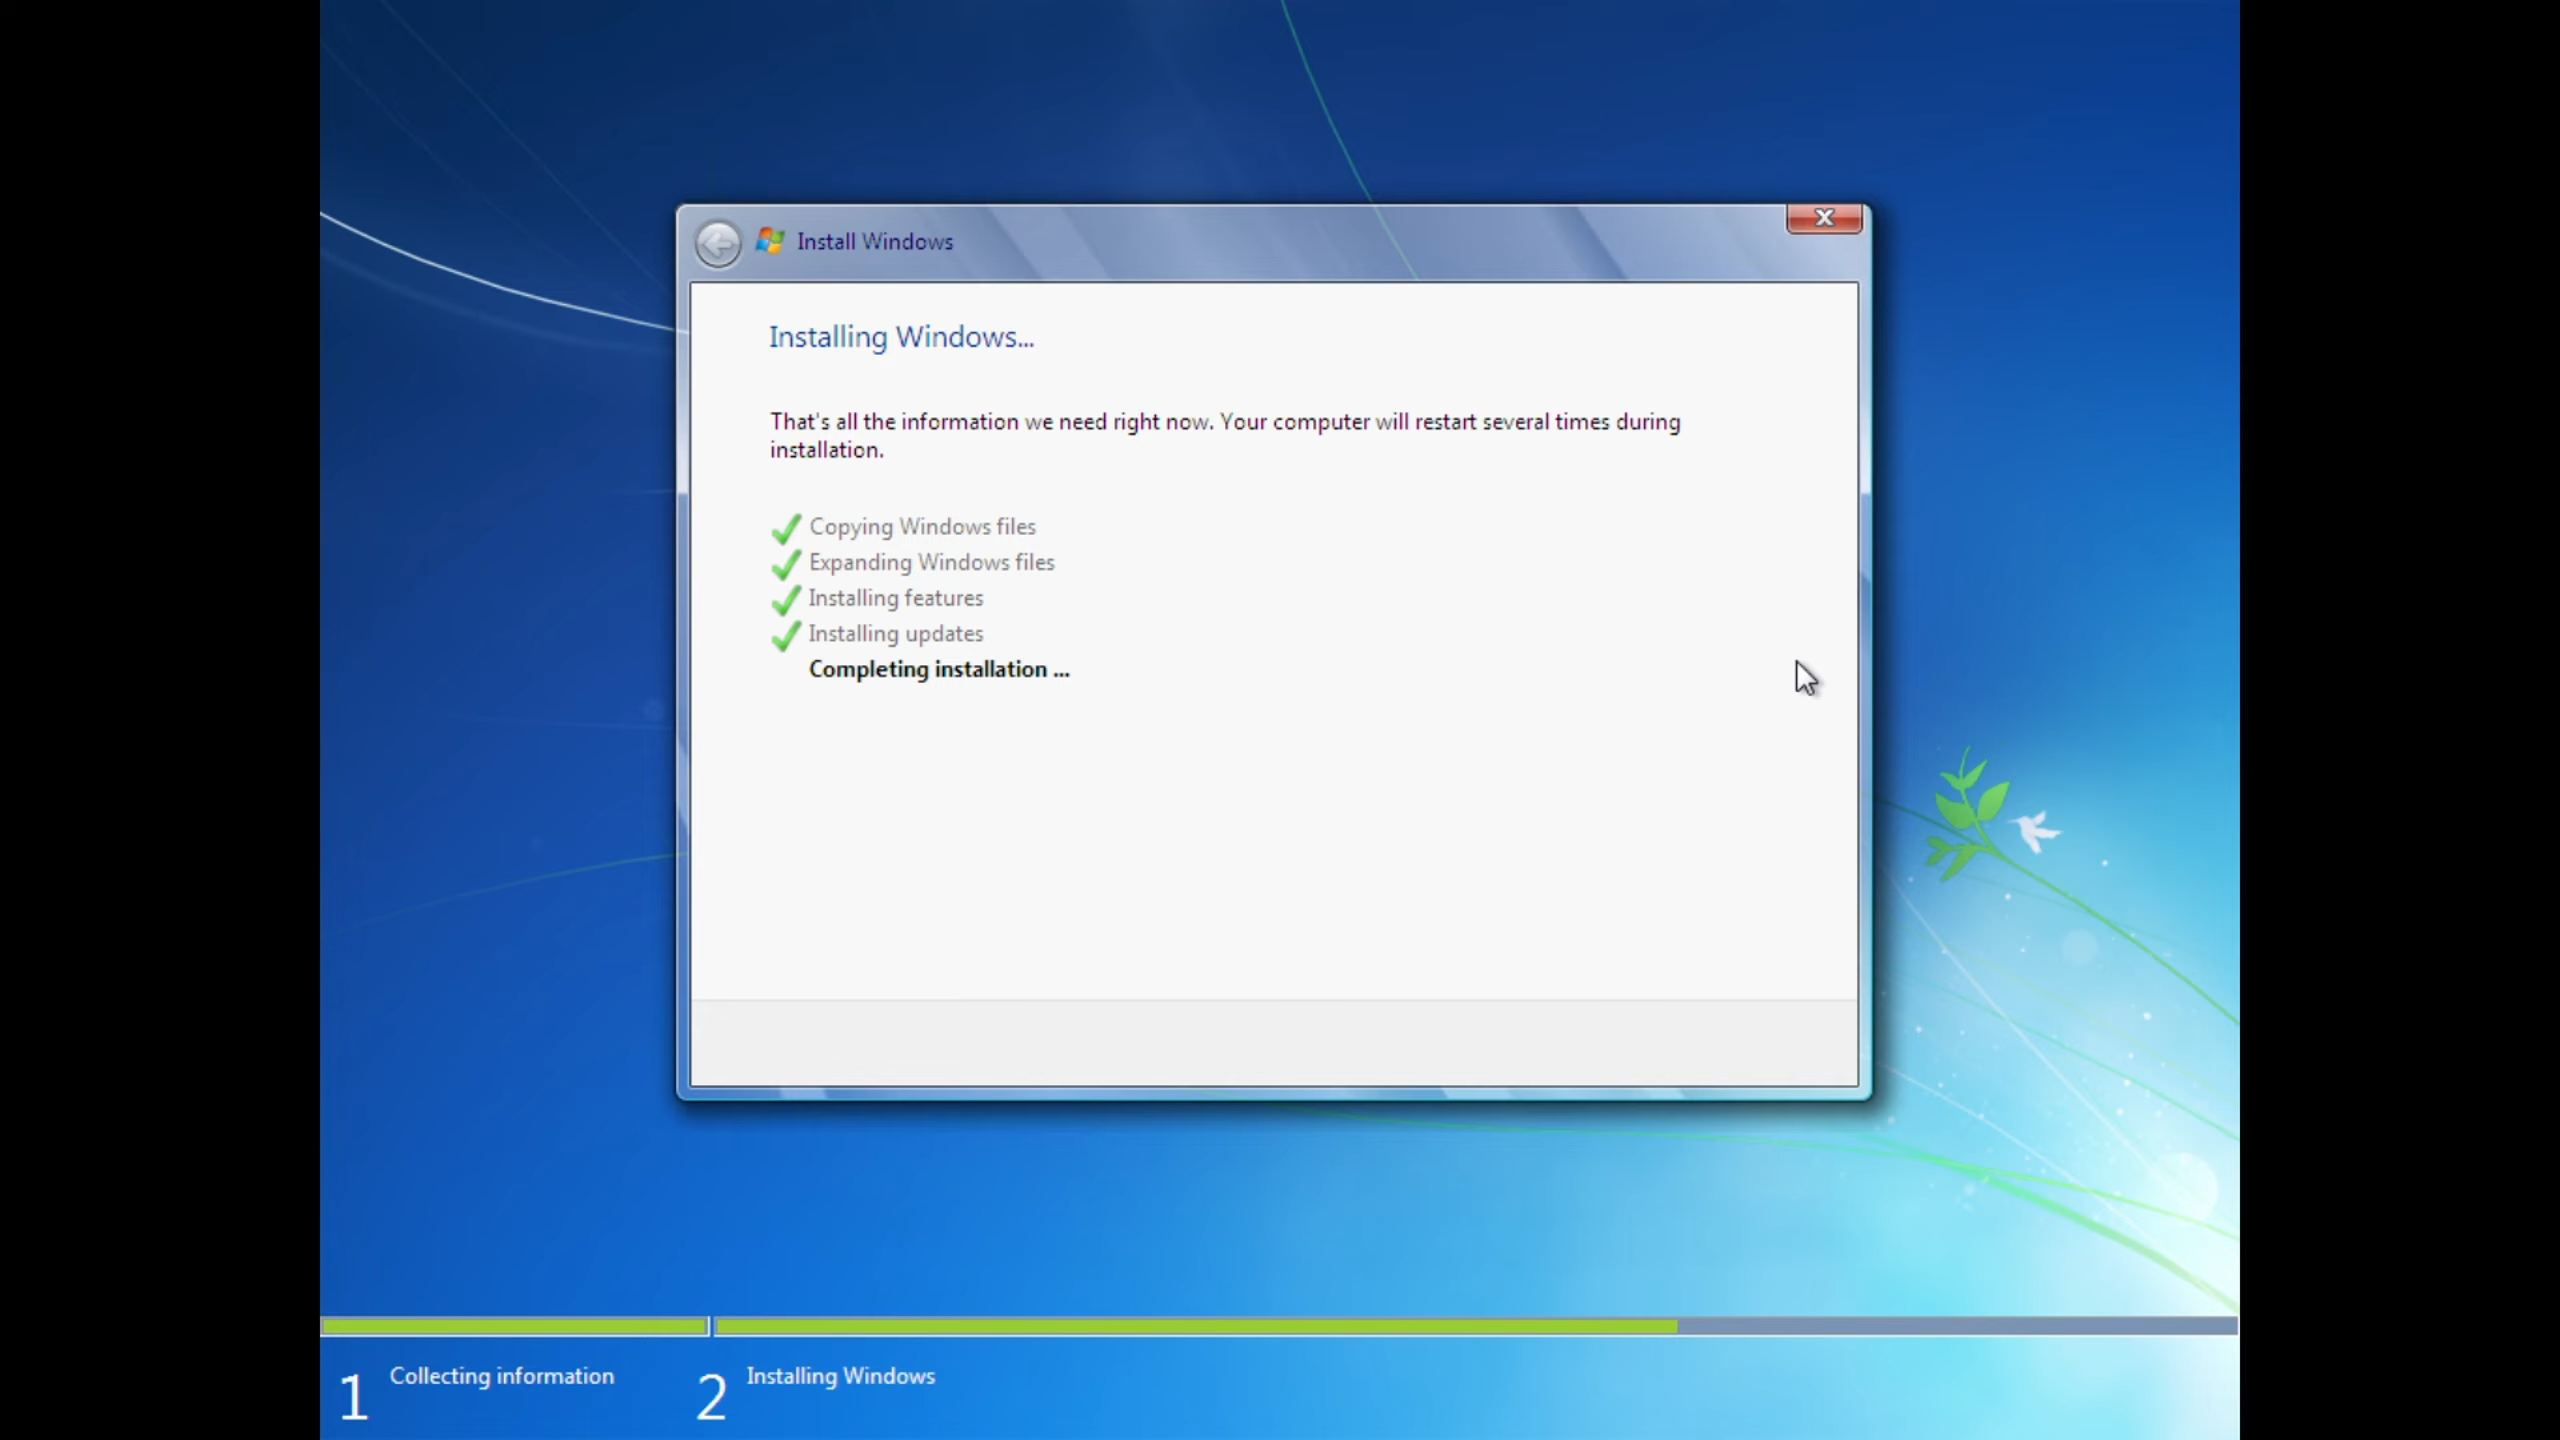 Install Windows
Installing Windows...
That's all the information we need right now. Your computer will restart several times during
installation.
Copying Windows files
Expanding Windows files
Installing features
Installing updates
Completing installation ...
1 Collecting information
2 Installing Windows